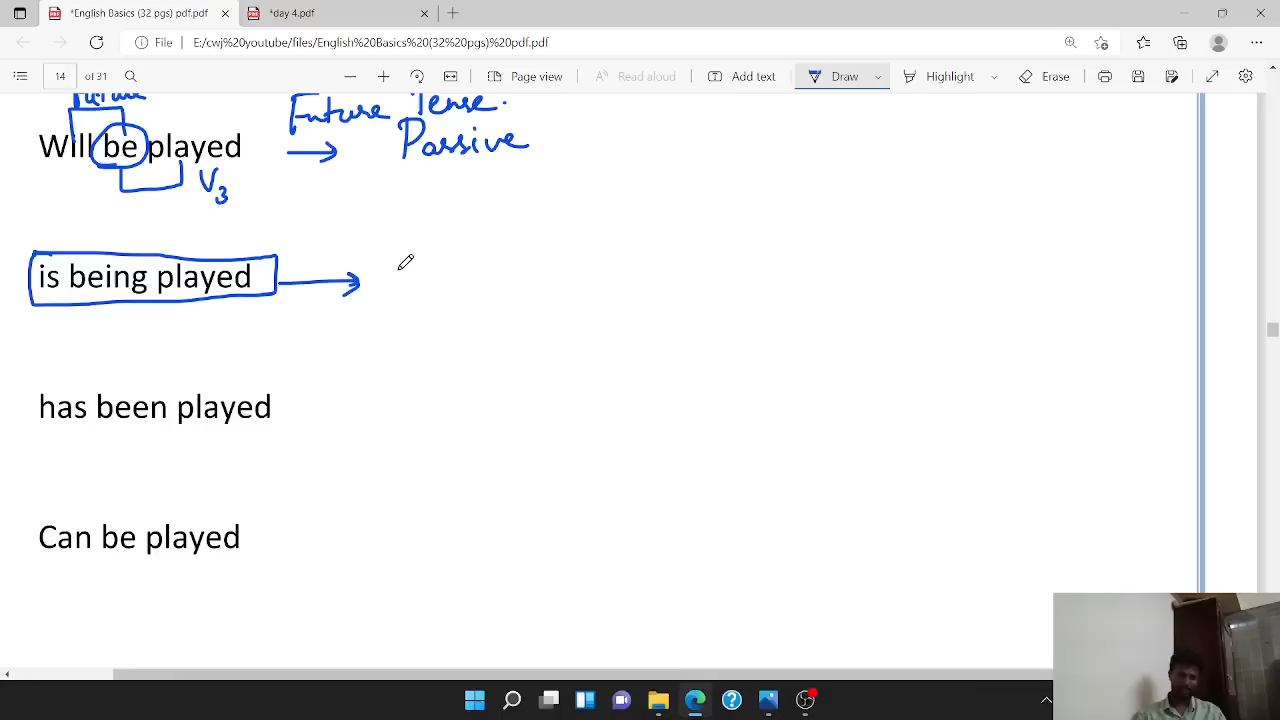 *English Basics (32 pgs) pdf.pdf
*day 4.pdf
File E:/cwj%20youtube/files/English%20Basics%20(32%20pgs)%20pdf.pdf
14 of 31 Page view Read aloud Add text Draw Highlight Erase
Future Tense.
Will be played Passive
V3
is being played
has been played
Can be played